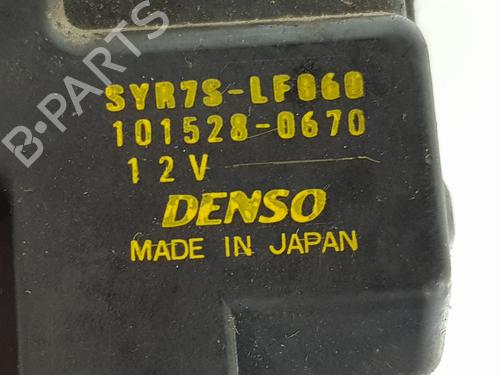 B-PARTS
SYR7S-LF060
101528-0670
12V
DENSO
MADE IN JAPAN